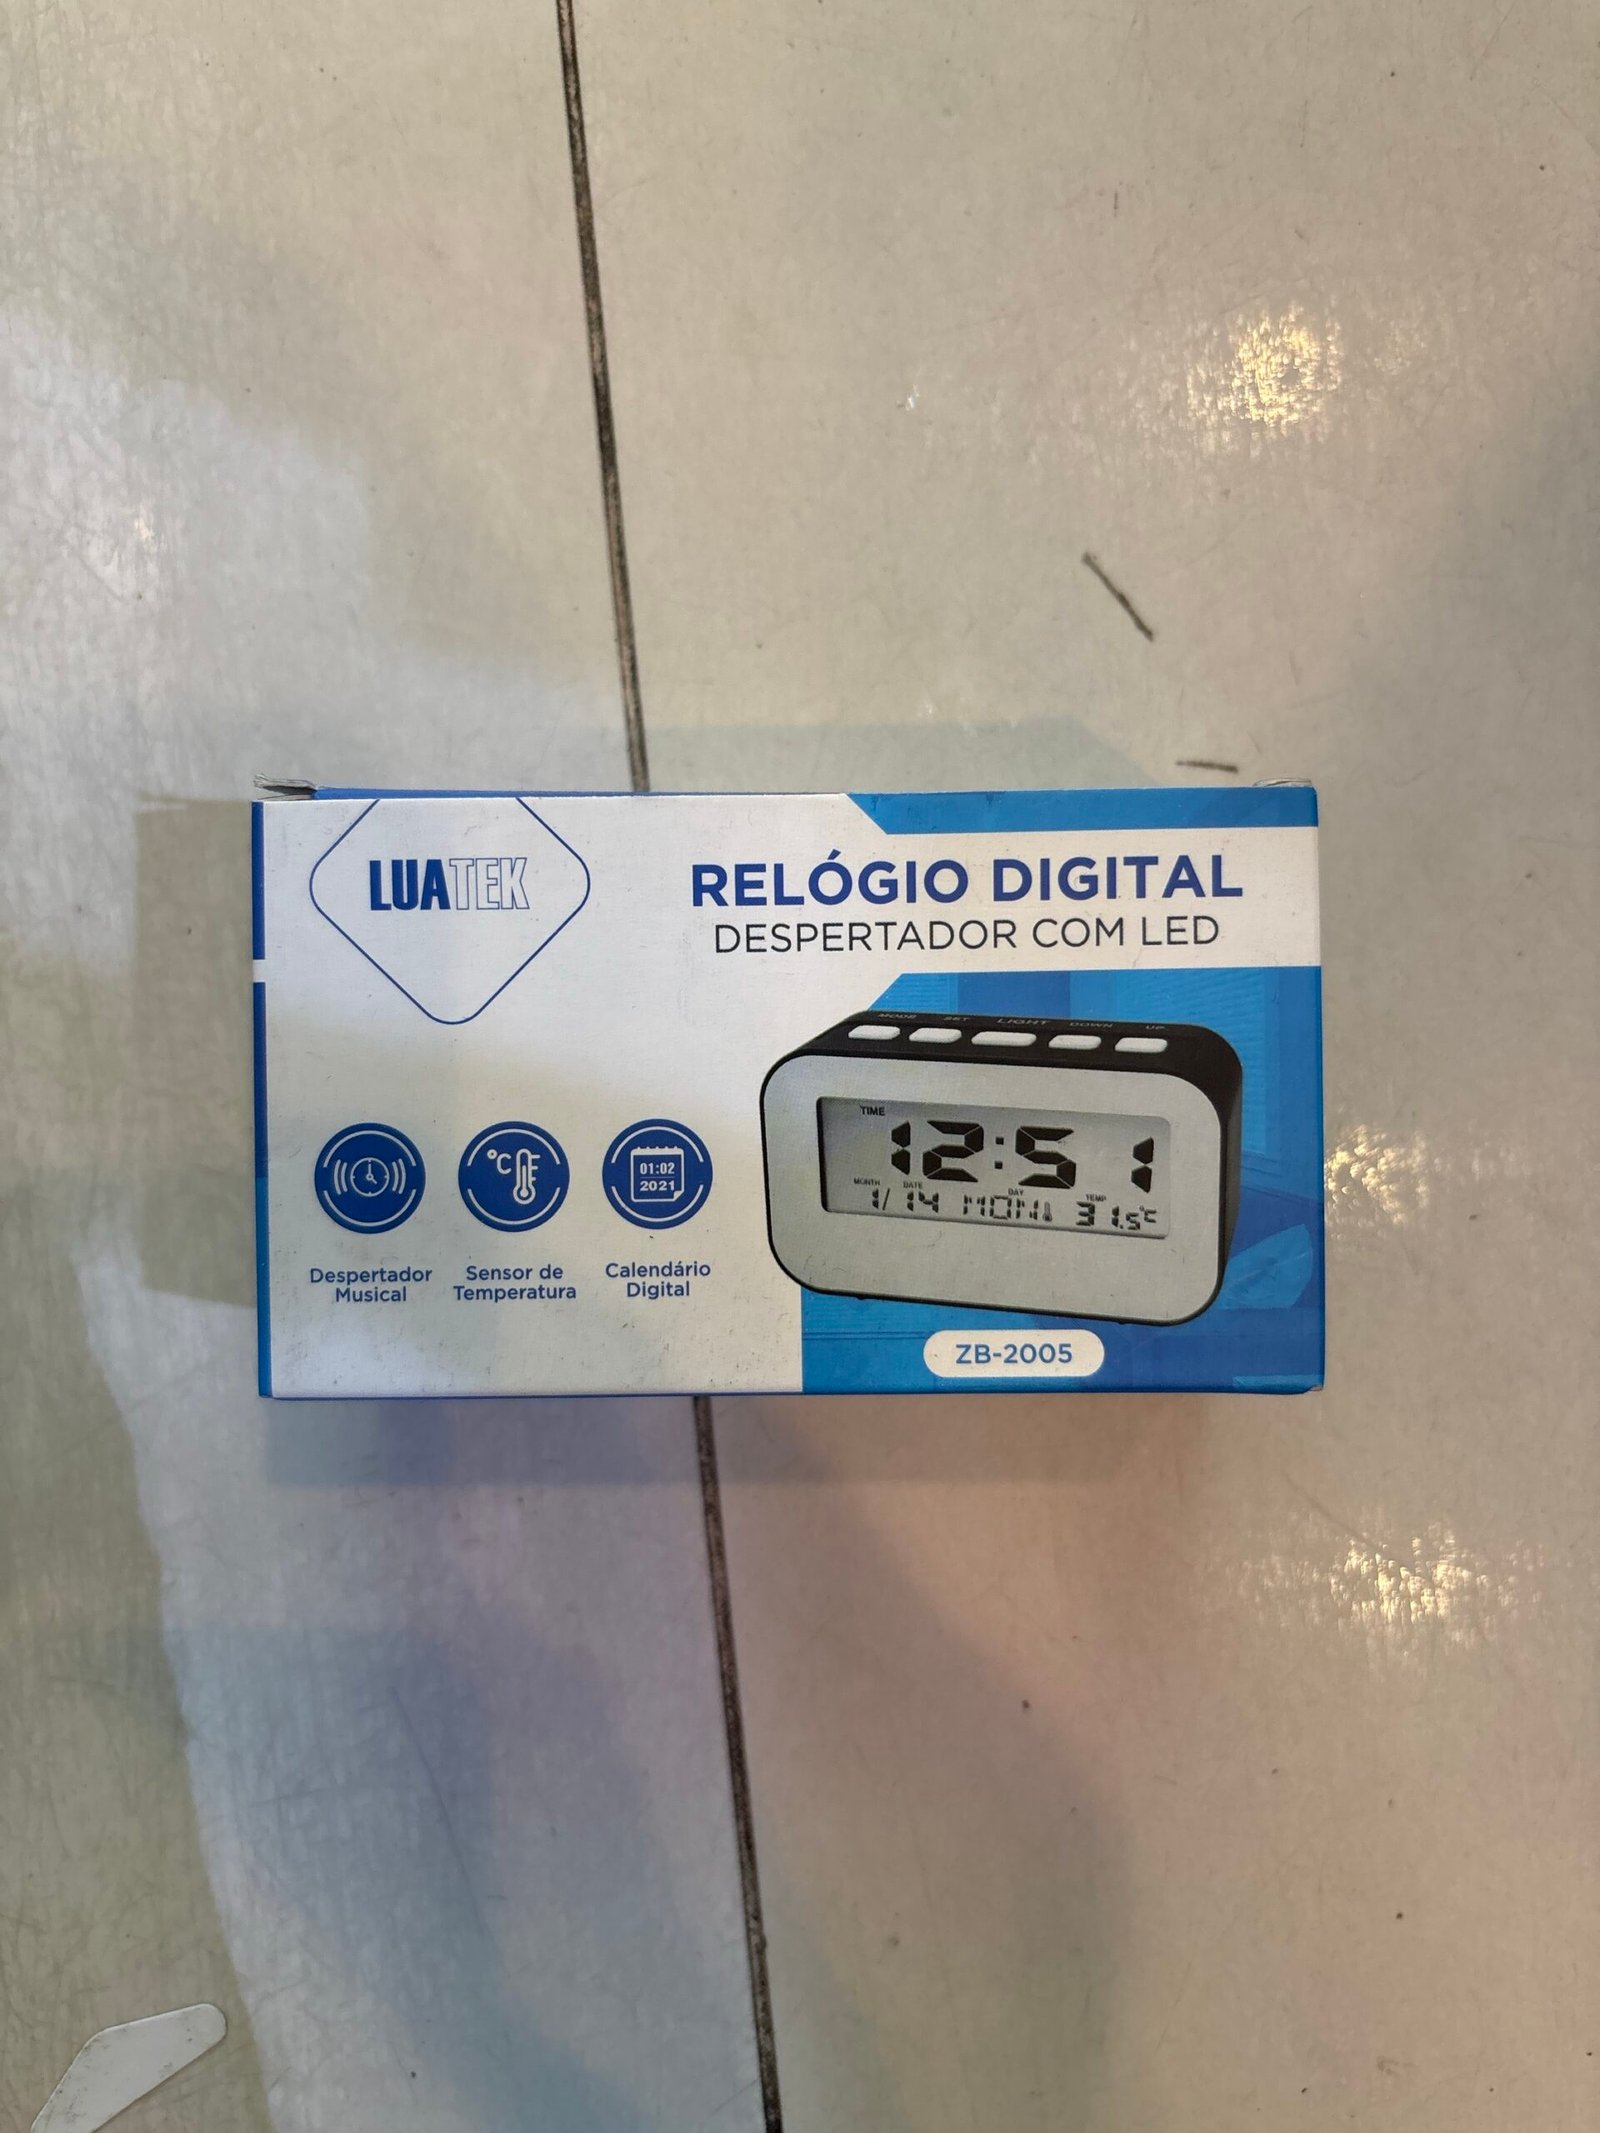 LUATEK
RELÓGIO DIGITAL
DESPERTADOR COM LED
MODE SET LIGHT DOWN UP
TIME
12:51
MONTH DATE DAY TEMP
1/14 MON 31.5°C
°C °F
01:02
2021
Despertador
Musical
Sensor de
Temperatura
Calendário
Digital
ZB-2005